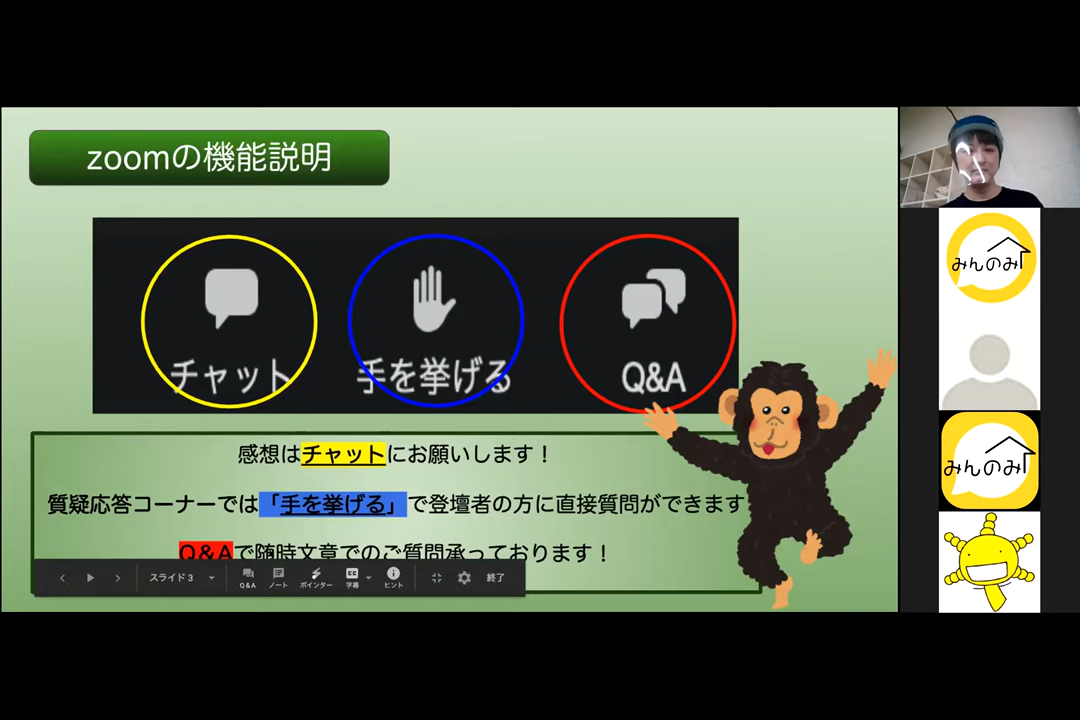 zoomの機能説明
チャット
手を挙げる
Q&A
感想はチャットにお願いします！
質疑応答コーナーでは「手を挙げる」で登壇者の方に直接質問ができます
Q&Aで随時文章でのご質問承っております！
スライド 3
Q&A
ノート
ポインター
字幕
ヒント
終了
みんのみ
みんのみ